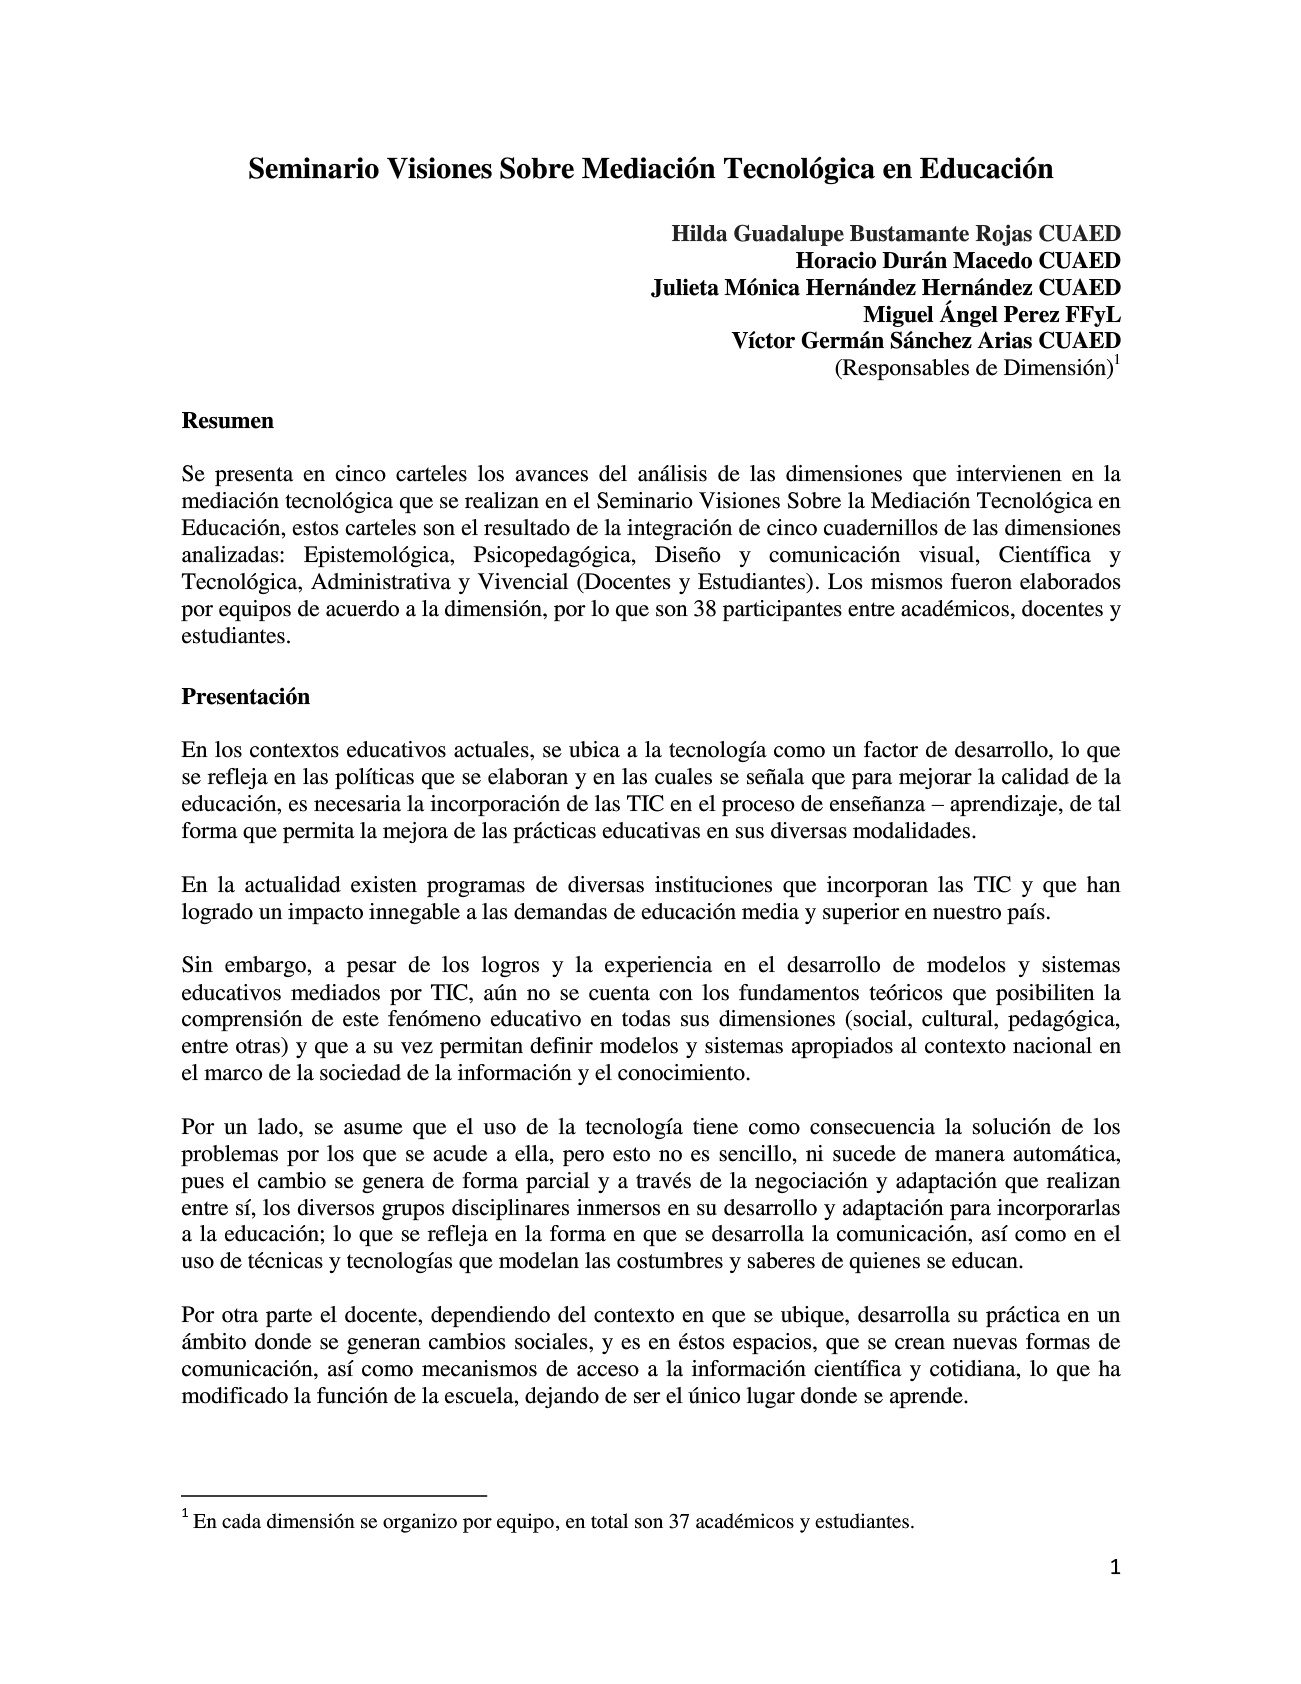 Seminario Visiones Sobre Mediación Tecnológica en Educación
Hilda Guadalupe Bustamante Rojas CUAED
Horacio Durán Macedo CUAED
Julieta Mónica Hernández Hernández CUAED
Miguel Ángel Perez FFyL
Víctor Germán Sánchez Arias CUAED
(Responsables de Dimensión)1
Resumen
Se presenta en cinco carteles los avances del análisis de las dimensiones que intervienen en la
mediación tecnológica que se realizan en el Seminario Visiones Sobre la Mediación Tecnológica en
Educación, estos carteles son el resultado de la integración de cinco cuadernillos de las dimensiones
analizadas: Epistemológica, Psicopedagógica, Diseño y comunicación visual, Científica y
Tecnológica, Administrativa y Vivencial (Docentes y Estudiantes). Los mismos fueron elaborados
por equipos de acuerdo a la dimensión, por lo que son 38 participantes entre académicos, docentes y
estudiantes.
Presentación
En los contextos educativos actuales, se ubica a la tecnología como un factor de desarrollo, lo que
se refleja en las políticas que se elaboran y en las cuales se señala que para mejorar la calidad de la
educación, es necesaria la incorporación de las TIC en el proceso de enseñanza – aprendizaje, de tal
forma que permita la mejora de las prácticas educativas en sus diversas modalidades.
En la actualidad existen programas de diversas instituciones que incorporan las TIC y que han
logrado un impacto innegable a las demandas de educación media y superior en nuestro país.
Sin embargo, a pesar de los logros y la experiencia en el desarrollo de modelos y sistemas
educativos mediados por TIC, aún no se cuenta con los fundamentos teóricos que posibiliten la
comprensión de este fenómeno educativo en todas sus dimensiones (social, cultural, pedagógica,
entre otras) y que a su vez permitan definir modelos y sistemas apropiados al contexto nacional en
el marco de la sociedad de la información y el conocimiento.
Por un lado, se asume que el uso de la tecnología tiene como consecuencia la solución de los
problemas por los que se acude a ella, pero esto no es sencillo, ni sucede de manera automática,
pues el cambio se genera de forma parcial y a través de la negociación y adaptación que realizan
entre sí, los diversos grupos disciplinares inmersos en su desarrollo y adaptación para incorporarlas
a la educación; lo que se refleja en la forma en que se desarrolla la comunicación, así como en el
uso de técnicas y tecnologías que modelan las costumbres y saberes de quienes se educan.
Por otra parte el docente, dependiendo del contexto en que se ubique, desarrolla su práctica en un
ámbito donde se generan cambios sociales, y es en éstos espacios, que se crean nuevas formas de
comunicación, así como mecanismos de acceso a la información científica y cotidiana, lo que ha
modificado la función de la escuela, dejando de ser el único lugar donde se aprende.
1 En cada dimensión se organizo por equipo, en total son 37 académicos y estudiantes.
1